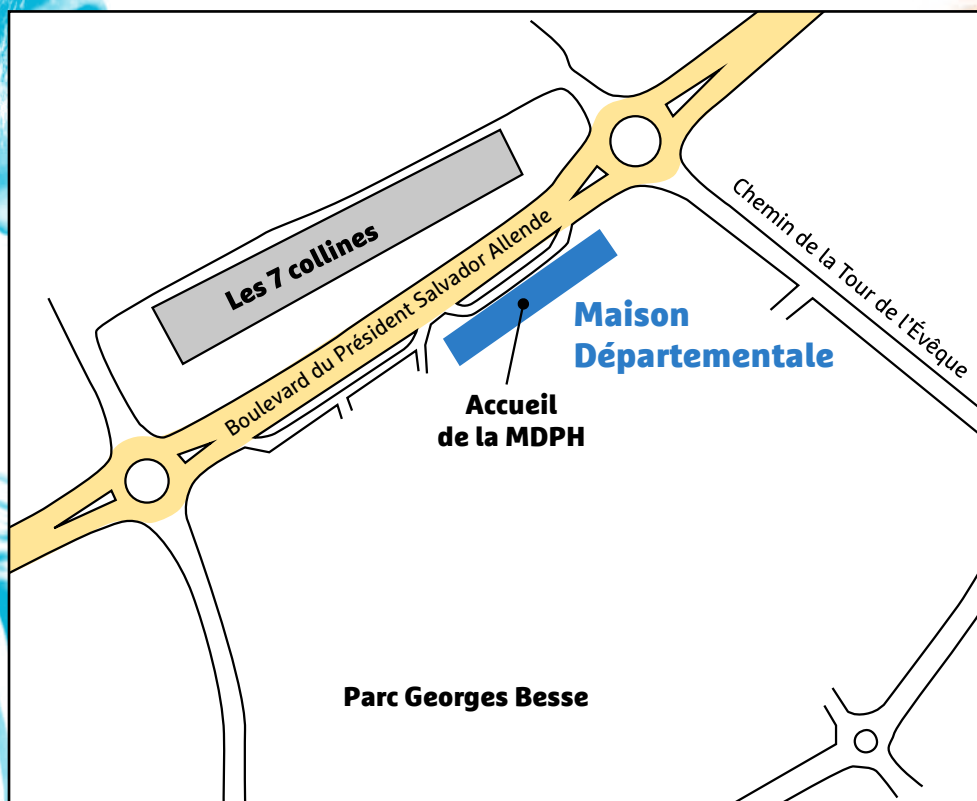 Chemin de la Tour de l'Évêque
Les 7 collines
Boulevard du Président Salvador Allende
Maison
Départementale
Accueil
de la MDPH
Parc Georges Besse